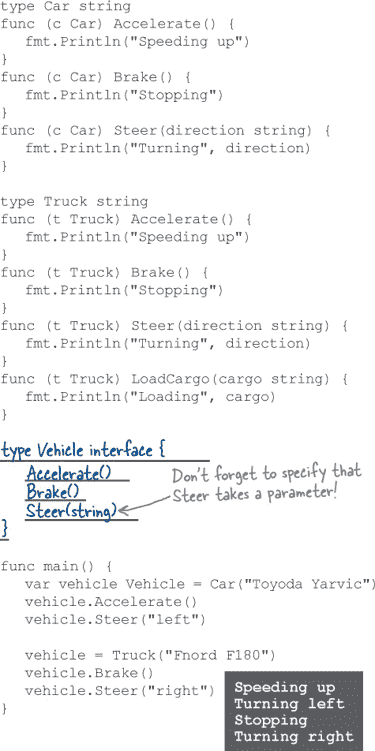 type Car string
func (c Car) Accelerate() {
    fmt.Println("Speeding up")
}
func (c Car) Brake() {
    fmt.Println("Stopping")
}
func (c Car) Steer(direction string) {
    fmt.Println("Turning", direction)
}

type Truck string
func (t Truck) Accelerate() {
    fmt.Println("Speeding up")
}
func (t Truck) Brake() {
    fmt.Println("Stopping")
}
func (t Truck) Steer(direction string) {
    fmt.Println("Turning", direction)
}
func (t Truck) LoadCargo(cargo string) {
    fmt.Println("Loading", cargo)
}

type Vehicle interface {
    Accelerate()
    Brake()
    Steer(string)
}
Don't forget to specify that
Steer takes a parameter!

func main() {
    var vehicle Vehicle = Car("Toyoda Yarvic")
    vehicle.Accelerate()
    vehicle.Steer("left")

    vehicle = Truck("Fnord F180")
    vehicle.Brake()
    vehicle.Steer("right")
}
Speeding up
Turning left
Stopping
Turning right